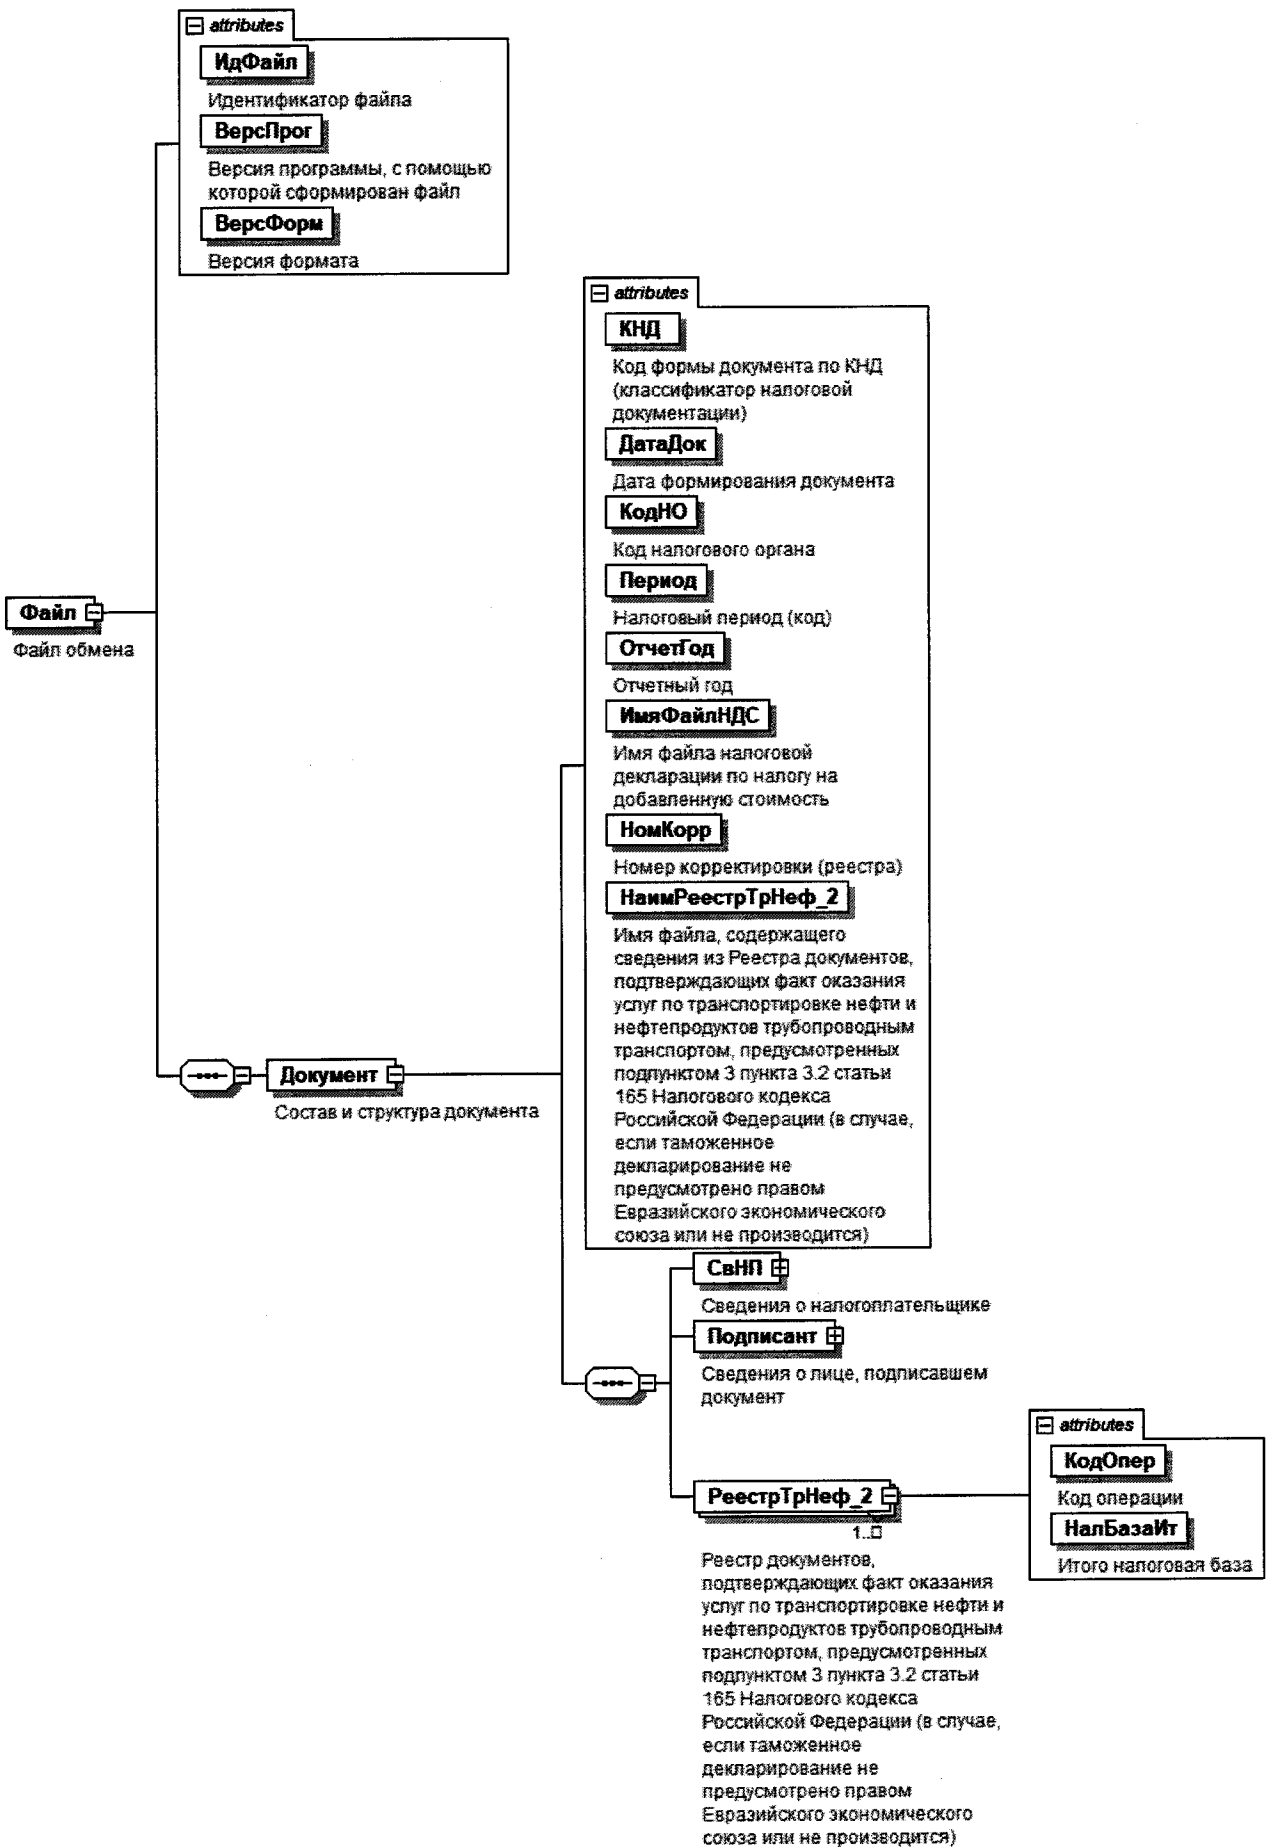 attributes
ИдФайл
Идентификатор файла
ВерсПрог
Версия программы, с помощью
которой сформирован файл
ВерсФорм
Версия формата
attributes
КНД
Код формы документа по КНД
(классификатор налоговой
документации)
ДатаДок
Дата формирования документа
КодНО
Код налогового органа
Период
Налоговый период (код)
ОтчетГод
Отчетный год
ИмяФайлНДС
Имя файла налоговой
декларации по налогу на
добавленную стоимость
НомКорр
Номер корректировки (реестра)
НаимРеестрТрНеф_2
Имя файла, содержащего
сведения из Реестра документов,
подтверждающих факт оказания
услуг по транспортировке нефти и
нефтепродуктов трубопроводным
транспортом, предусмотренных
подпунктом 3 пункта 3.2 статьи
165 Налогового кодекса
Российской Федерации (в случае,
если таможенное
декларирование не
предусмотрено правом
Евразийского экономического
союза или не производится)
Файл
Файл обмена
Документ
Состав и структура документа
СвНП
Сведения о налогоплательщике
Подписант
Сведения о лице, подписавшем
документ
РеестрТрНеф_2
1..□
Реестр документов,
подтверждающих факт оказания
услуг по транспортировке нефти и
нефтепродуктов трубопроводным
транспортом, предусмотренных
подпунктом 3 пункта 3.2 статьи
165 Налогового кодекса
Российской Федерации (в случае,
если таможенное
декларирование не
предусмотрено правом
Евразийского экономического
союза или не производится)
attributes
КодОпер
Код операции
НалБазаИт
Итого налоговая база